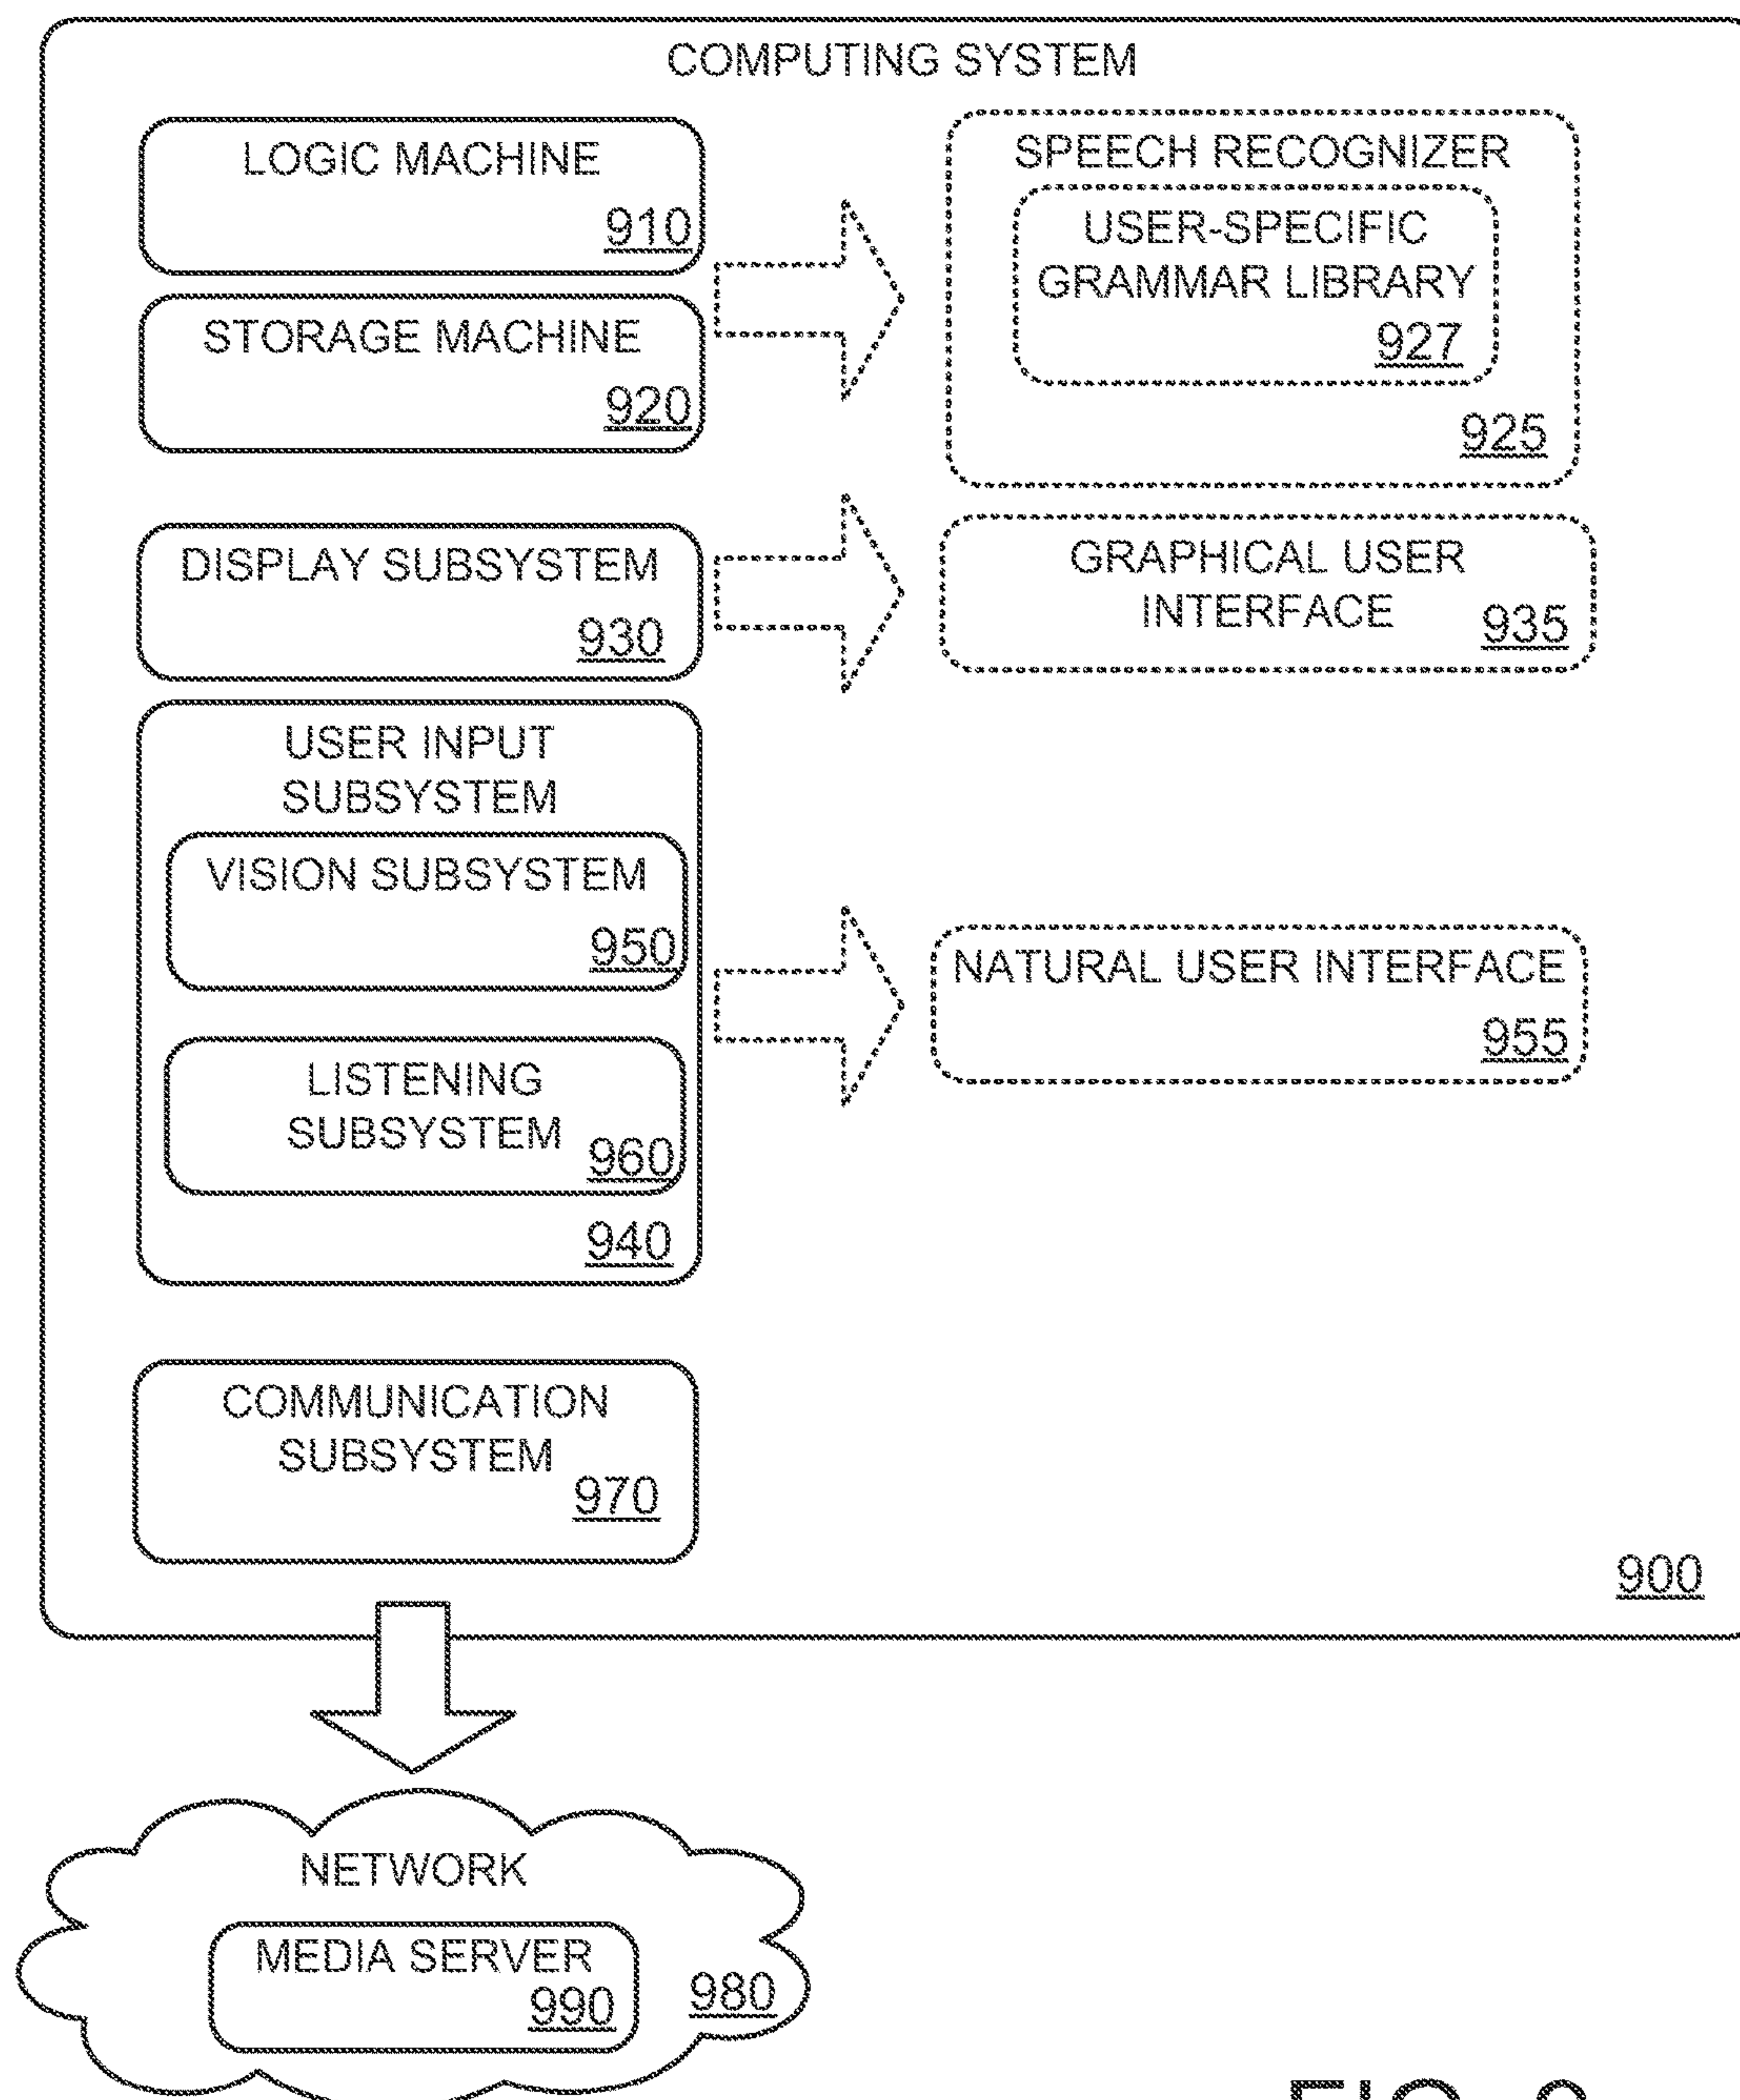 COMPUTING SYSTEM
LOGIC MACHINE
910
STORAGE MACHINE
920
SPEECH RECOGNIZER
USER-SPECIFIC
GRAMMAR LIBRARY
927
925
DISPLAY SUBSYSTEM
930
GRAPHICAL USER
INTERFACE 935
USER INPUT
SUBSYSTEM
VISION SUBSYSTEM
950
LISTENING
SUBSYSTEM 960
940
NATURAL USER INTERFACE
955
COMMUNICATION
SUBSYSTEM
970
900
NETWORK
MEDIA SERVER
990
980